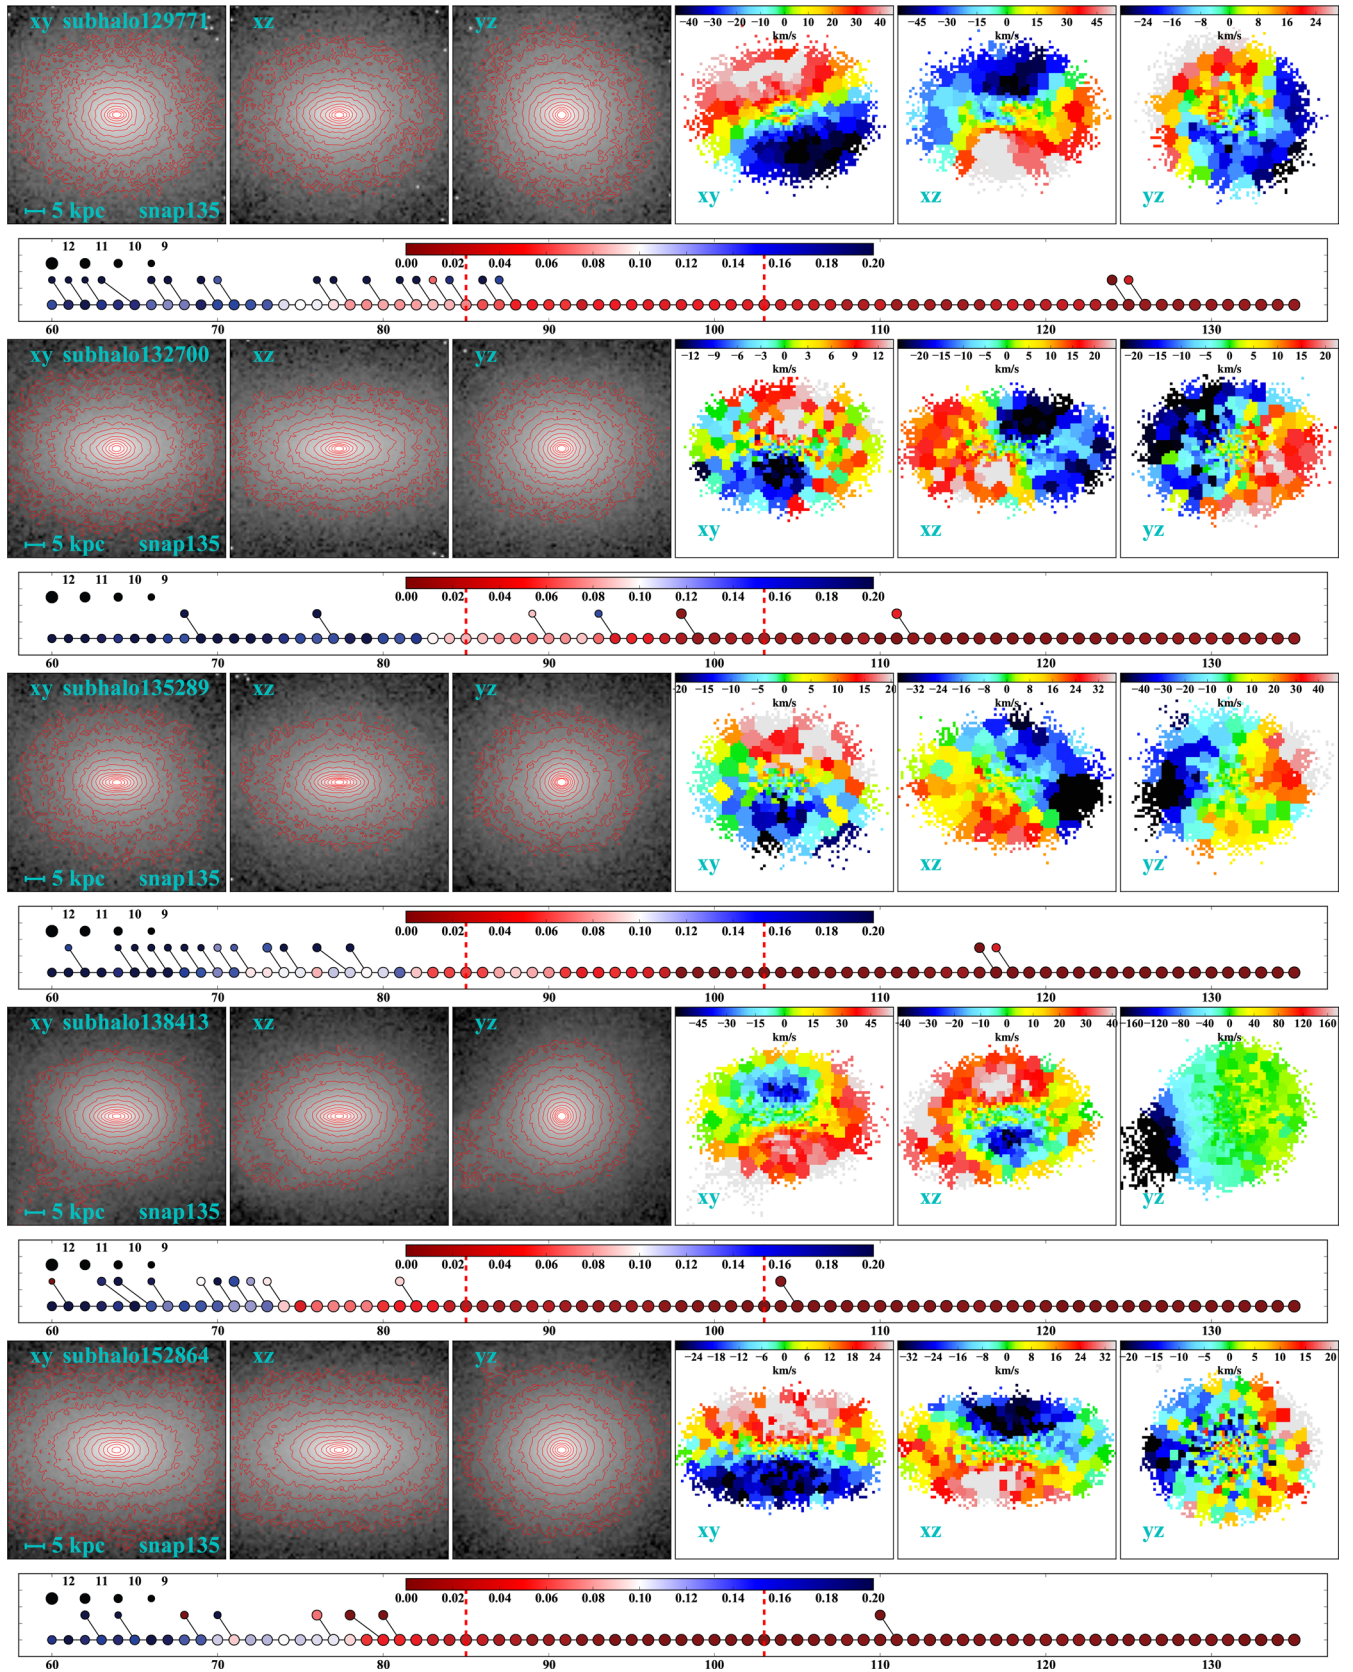 xy subhalo129771 xz yz
−40 −30 −20 −10 0 10 20 30 40 −45 −30 −15 0 15 30 45 −24 −16 −8 0 8 16 24
km/s km/s km/s
xy xz yz
5 kpc snap135
12 11 10 9
0.00 0.02 0.04 0.06 0.08 0.10 0.12 0.14 0.16 0.18 0.20
60 70 80 90 100 110 120 130
xy subhalo132700 xz yz
−12 −9 −6 −3 0 3 6 9 12 −20 −15 −10 −5 0 5 10 15 20 −20 −15 −10 −5 0 5 10 15 20
km/s km/s km/s
xy xz yz
5 kpc snap135
12 11 10 9
0.00 0.02 0.04 0.06 0.08 0.10 0.12 0.14 0.16 0.18 0.20
60 70 80 90 100 110 120 130
xy subhalo135289 xz yz
−20 −15 −10 −5 0 5 10 15 20 −32 −24 −16 −8 0 8 16 24 32 −40 −30 −20 −10 0 10 20 30 40
km/s km/s km/s
xy xz yz
5 kpc snap135
12 11 10 9
0.00 0.02 0.04 0.06 0.08 0.10 0.12 0.14 0.16 0.18 0.20
60 70 80 90 100 110 120 130
xy subhalo138413 xz yz
−45 −30 −15 0 15 30 45 −40 −30 −20 −10 0 10 20 30 40 −160 −120 −80 −40 0 40 80 120 160
km/s km/s km/s
xy xz yz
5 kpc snap135
12 11 10 9
0.00 0.02 0.04 0.06 0.08 0.10 0.12 0.14 0.16 0.18 0.20
60 70 80 90 100 110 120 130
xy subhalo152864 xz yz
−24 −18 −12 −6 0 6 12 18 24 −32 −24 −16 −8 0 8 16 24 32 −20 −15 −10 −5 0 5 10 15 20
km/s km/s km/s
xy xz yz
5 kpc snap135
12 11 10 9
0.00 0.02 0.04 0.06 0.08 0.10 0.12 0.14 0.16 0.18 0.20
60 70 80 90 100 110 120 130